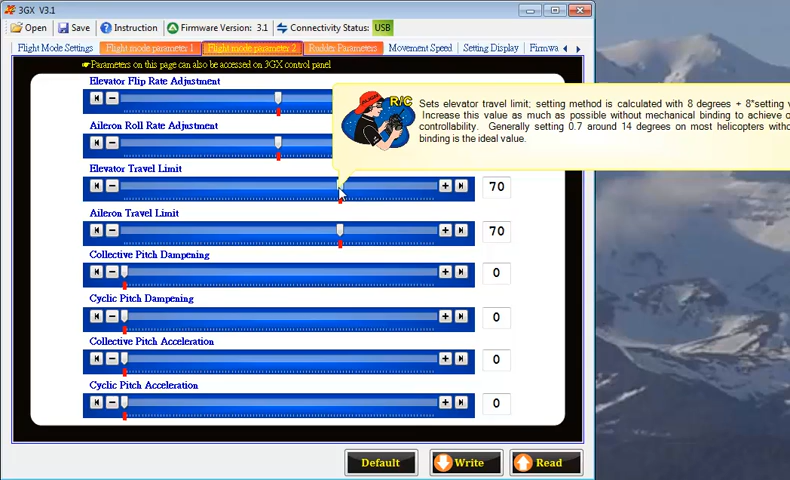 3GX V3.1
Open Save Instruction Firmware Version: 3.1 Connectivity Status: USB
Flight Mode Settings Flight mode parameter 1 Flight mode parameter 2 Rudder Parameters Movement Speed Setting Display Firmwa
Parameters on this page can also be accessed on 3GX control panel
Elevator Flip Rate Adjustment
Aileron Roll Rate Adjustment
R/C
Sets elevator travel limit; setting method is calculated with 8 degrees + 8*setting v
Increase this value as much as possible without mechanical binding to achieve o
controllability. Generally setting 0.7 around 14 degrees on most helicopters witho
binding is the ideal value.
Elevator Travel Limit
70
Aileron Travel Limit
70
Collective Pitch Dampening
0
Cyclic Pitch Dampening
0
Collective Pitch Acceleration
0
Cyclic Pitch Acceleration
0
Default Write Read